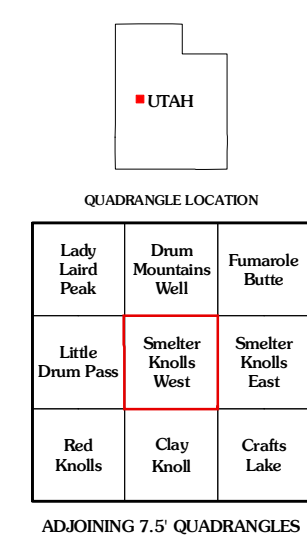 UTAH
QUADRANGLE LOCATION
Lady
Laird
Peak
Drum
Mountains
Well
Fumarole
Butte
Little
Drum Pass
Smelter
Knolls
West
Smelter
Knolls
East
Red
Knolls
Clay
Knoll
Crafts
Lake
ADJOINING 7.5' QUADRANGLES